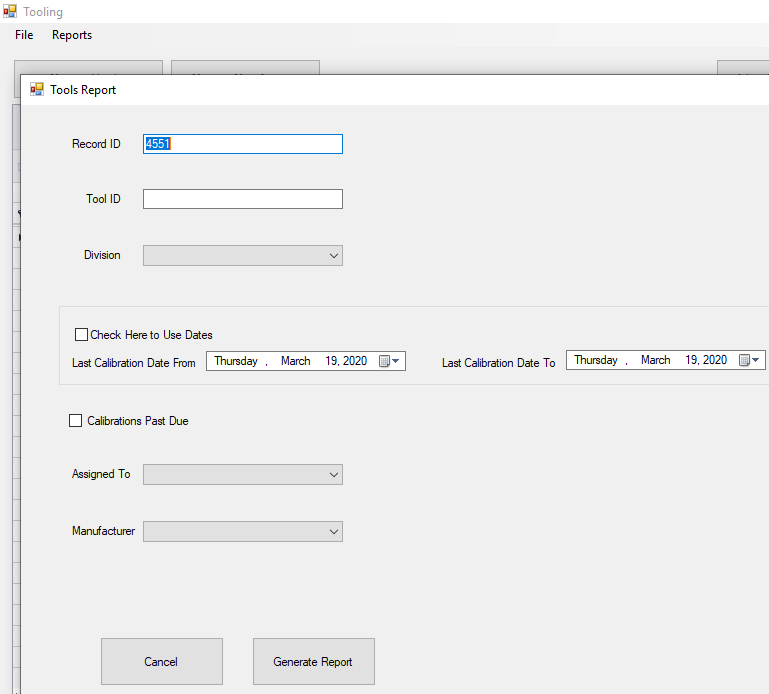 Tooling
File Reports
Tools Report
Record ID 4551
Tool ID
Division
Check Here to Use Dates
Last Calibration Date From Thursday , March 19, 2020 Last Calibration Date To Thursday , March 19, 2020
Calibrations Past Due
Assigned To
Manufacturer
Cancel Generate Report